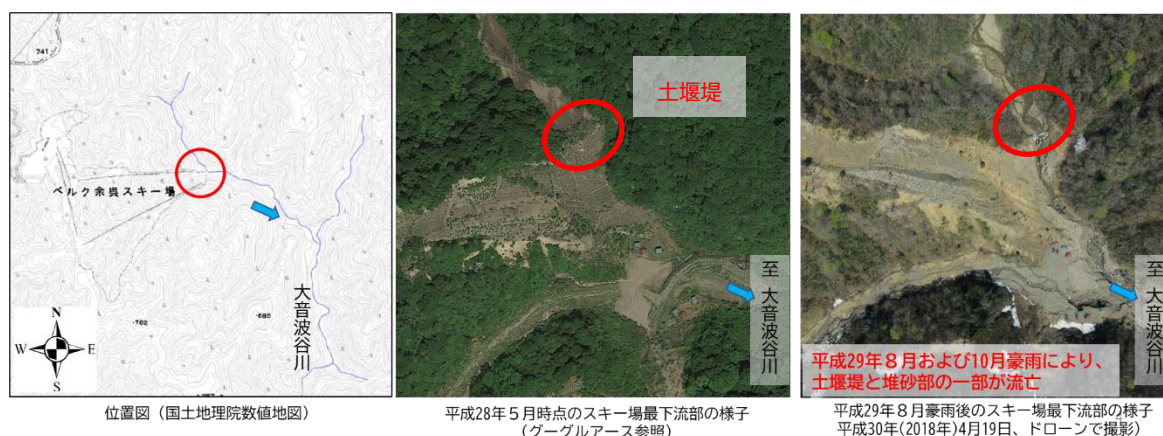 741
ベルク余呉スキー場
大音波谷川
・782
・685
N
W
E
S
位置図（国土地理院数値地図）
土堰堤
至 大音波谷川
平成28年５月時点のスキー場最下流部の様子
（グーグルアース参照）
至 大音波谷川
平成29年８月および10月豪雨により、
土堰堤と堆砂部の一部が流亡
平成29年８月豪雨後のスキー場最下流部の様子
平成30年(2018年)4月19日、ドローンで撮影）